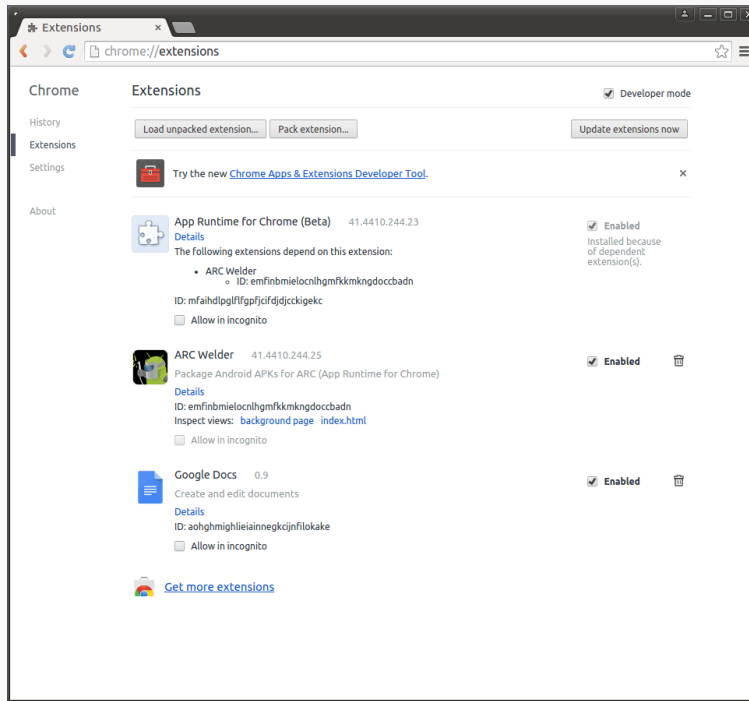 Extensions
chrome://extensions
Chrome
Extensions
Developer mode
History
Extensions
Settings
About
Load unpacked extension...
Pack extension...
Update extensions now
Try the new Chrome Apps & Extensions Developer Tool.
App Runtime for Chrome (Beta) 41.4410.244.23
Details
The following extensions depend on this extension:
ARC Welder
ID: emfinbmielocnlhgmfkkmkngdoccbadn
ID: mfaihdlpglflfgpfjcifdjdjcckigekc
Allow in incognito
Enabled
Installed because
of dependent
extension(s).
ARC Welder 41.4410.244.25
Package Android APKs for ARC (App Runtime for Chrome)
Details
ID: emfinbmielocnlhgmfkkmkngdoccbadn
Inspect views: background page index.html
Allow in incognito
Enabled
Google Docs 0.9
Create and edit documents
Details
ID: aohghmighlieiainnegkcijnfilokake
Allow in incognito
Enabled
Get more extensions